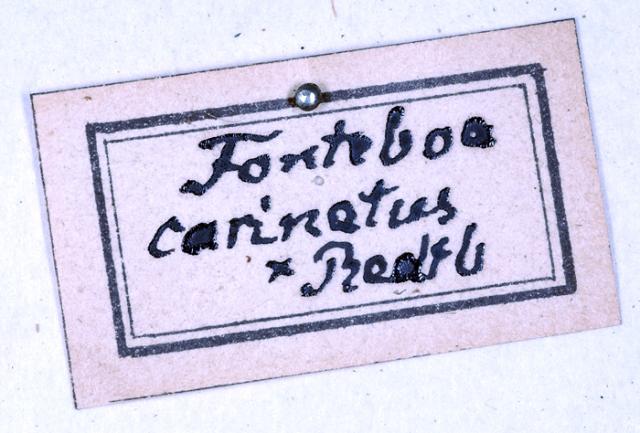 Fonteboa
carinatus
x Redtb